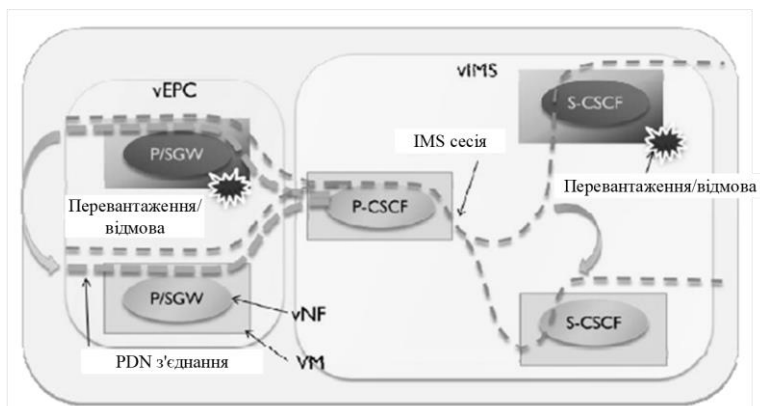 vEPC
vIMS
P/SGW
S-CSCF
IMS сесія
Перевантаження/
відмова
Перевантаження/відмова
P-CSCF
P/SGW
vNF
S-CSCF
PDN з'єднання
VM